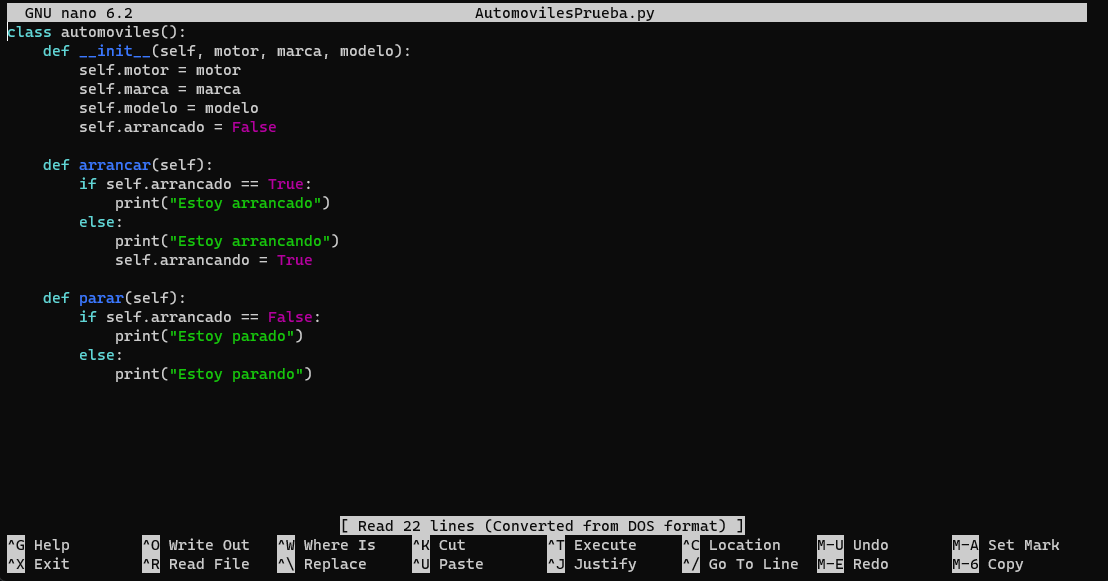 GNU nano 6.2 AutomovilesPrueba.py
class automoviles():
    def __init__(self, motor, marca, modelo):
        self.motor = motor
        self.marca = marca
        self.modelo = modelo
        self.arrancado = False

    def arrancar(self):
        if self.arrancado == True:
            print("Estoy arrancado")
        else:
            print("Estoy arrancando")
            self.arrancando = True

    def parar(self):
        if self.arrancado == False:
            print("Estoy parado")
        else:
            print("Estoy parando")

[ Read 22 lines (Converted from DOS format) ]
^G Help ^O Write Out ^W Where Is ^K Cut ^T Execute ^C Location M-U Undo M-A Set Mark
^X Exit ^R Read File ^\ Replace ^U Paste ^J Justify ^/ Go To Line M-E Redo M-6 Copy